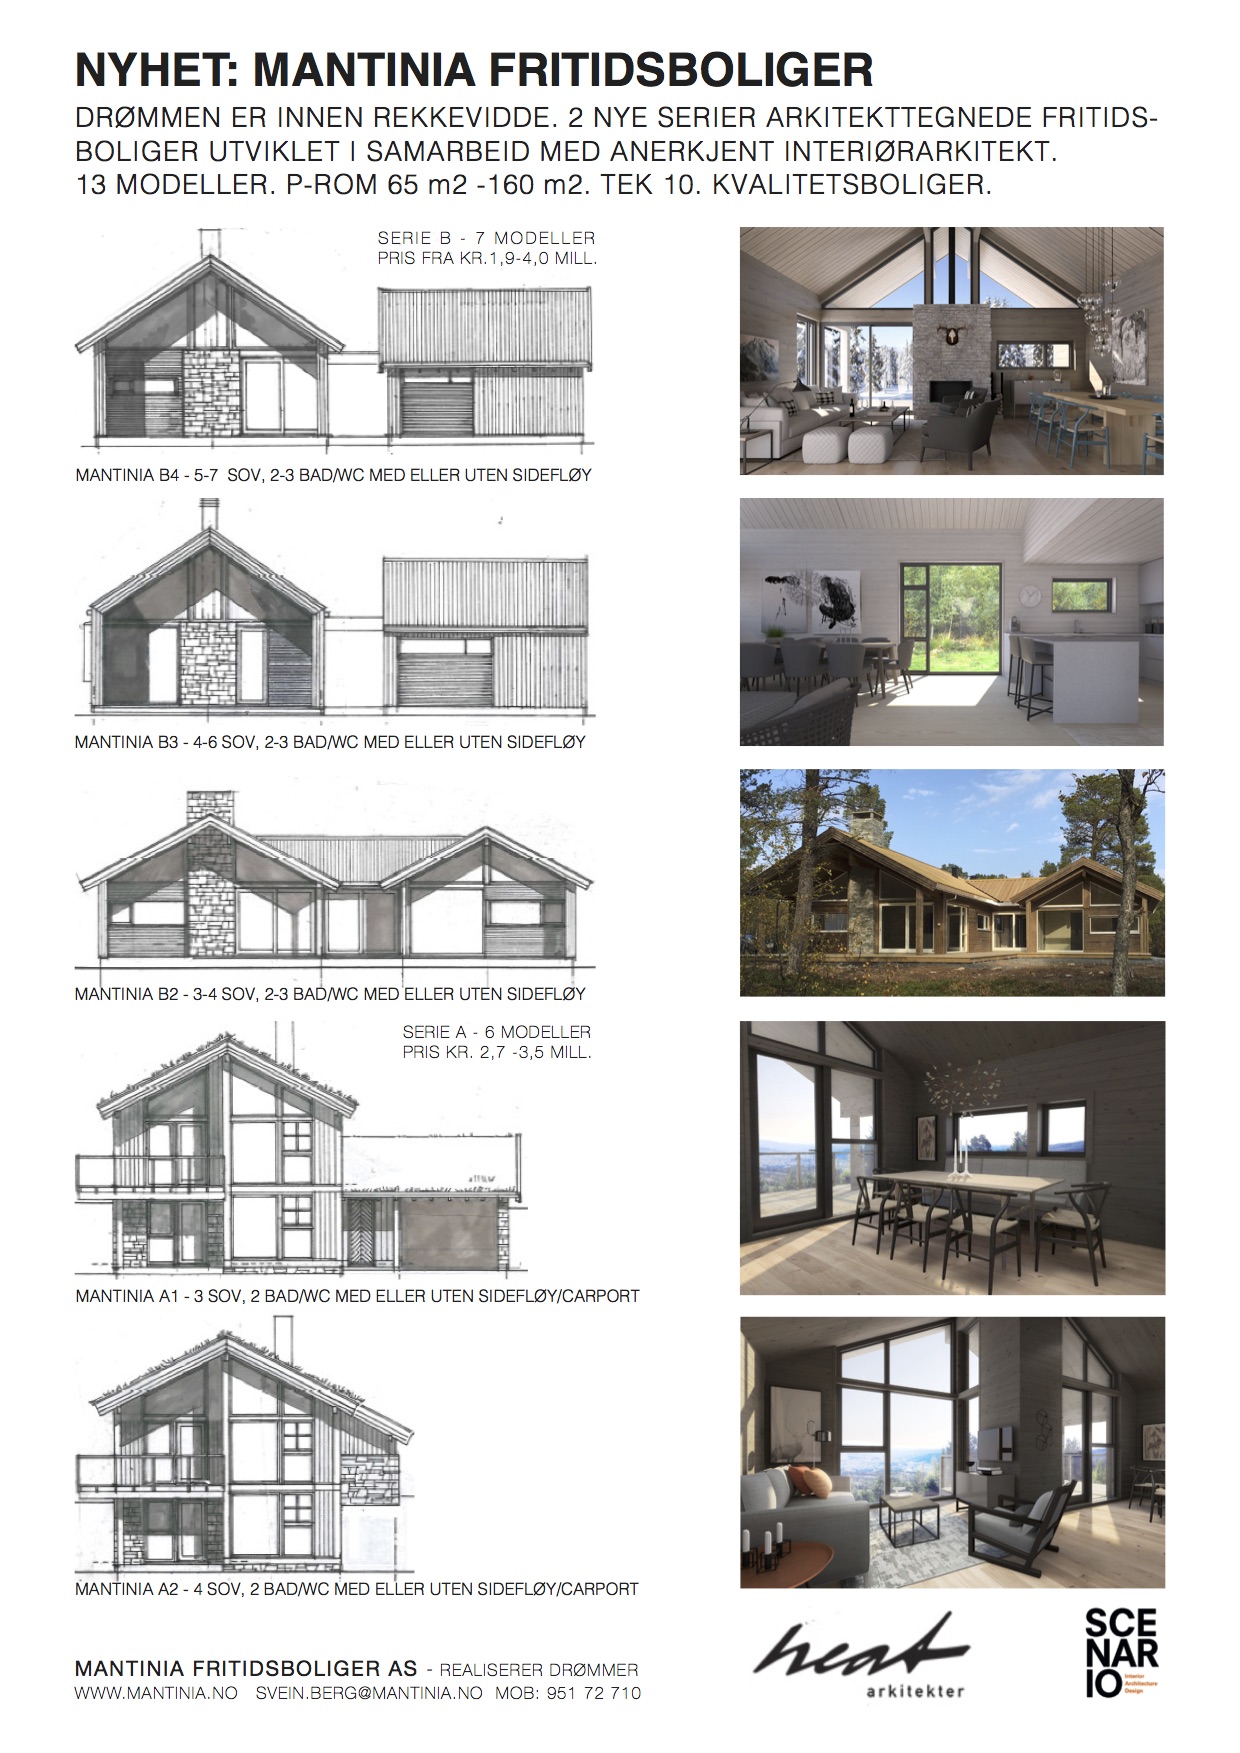 NYHET: MANTINIA FRITIDSBOLIGER
DRØMMEN ER INNEN REKKEVIDDE. 2 NYE SERIER ARKITEKTTEGNEDE FRITIDS-
BOLIGER UTVIKLET I SAMARBEID MED ANERKJENT INTERIØRARKITEKT.
13 MODELLER. P-ROM 65 m2 -160 m2. TEK 10. KVALITETSBOLIGER.
SERIE B - 7 MODELLER
PRIS FRA KR.1,9-4,0 MILL.
MANTINIA B4 - 5-7 SOV, 2-3 BAD/WC MED ELLER UTEN SIDEFLØY
MANTINIA B3 - 4-6 SOV, 2-3 BAD/WC MED ELLER UTEN SIDEFLØY
MANTINIA B2 - 3-4 SOV, 2-3 BAD/WC MED ELLER UTEN SIDEFLØY
SERIE A - 6 MODELLER
PRIS KR. 2,7 -3,5 MILL.
MANTINIA A1 - 3 SOV, 2 BAD/WC MED ELLER UTEN SIDEFLØY/CARPORT
MANTINIA A2 - 4 SOV, 2 BAD/WC MED ELLER UTEN SIDEFLØY/CARPORT
MANTINIA FRITIDSBOLIGER AS - REALISERER DRØMMER
WWW.MANTINIA.NO SVEIN.BERG@MANTINIA.NO MOB: 951 72 710
heat
arkitekter
SCE
NAR
IO
Interior
Architecture
Design